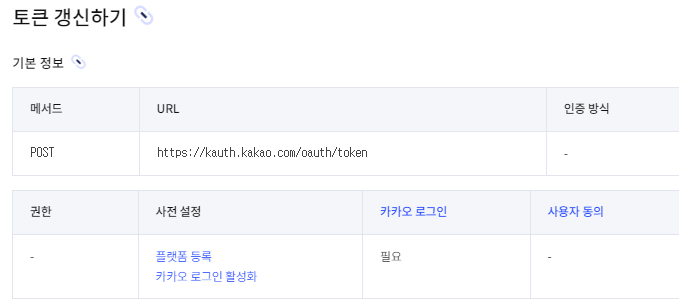 토큰 갱신하기
기본 정보
메서드 URL 인증 방식
POST https://kauth.kakao.com/oauth/token -
권한 사전 설정 카카오 로그인 사용자 동의
- 플랫폼 등록 필요 -
카카오 로그인 활성화